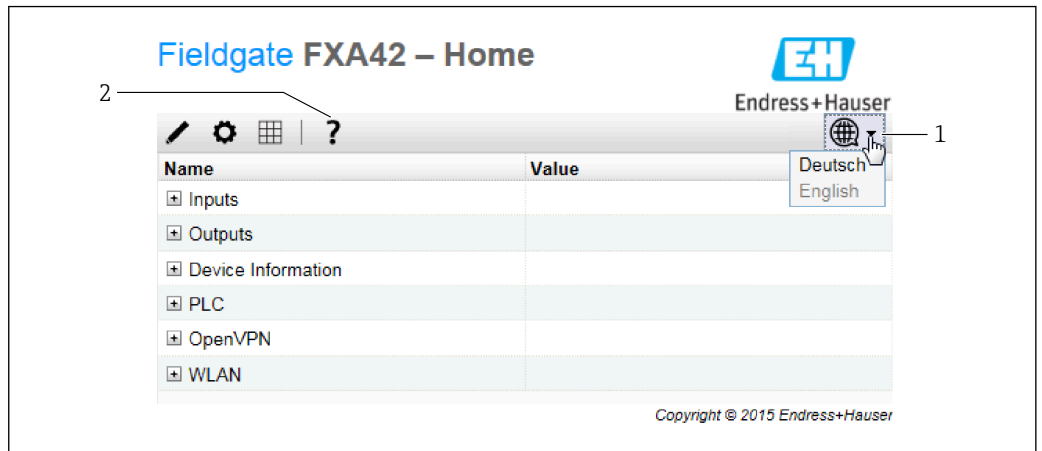 Fieldgate FXA42 – Home
EH
Endress+Hauser
2
?
1
Name Value
Deutsch
English
Inputs
Outputs
Device Information
PLC
OpenVPN
WLAN
Copyright © 2015 Endress+Hauser